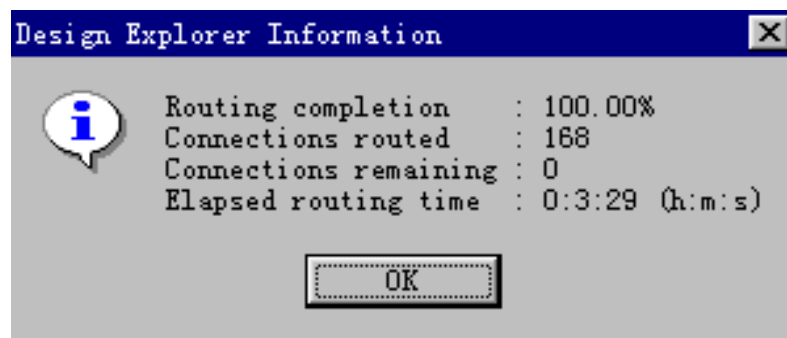 Design Explorer Information
Routing completion : 100.00%
Connections routed : 168
Connections remaining : 0
Elapsed routing time : 0:3:29 (h:m:s)
OK